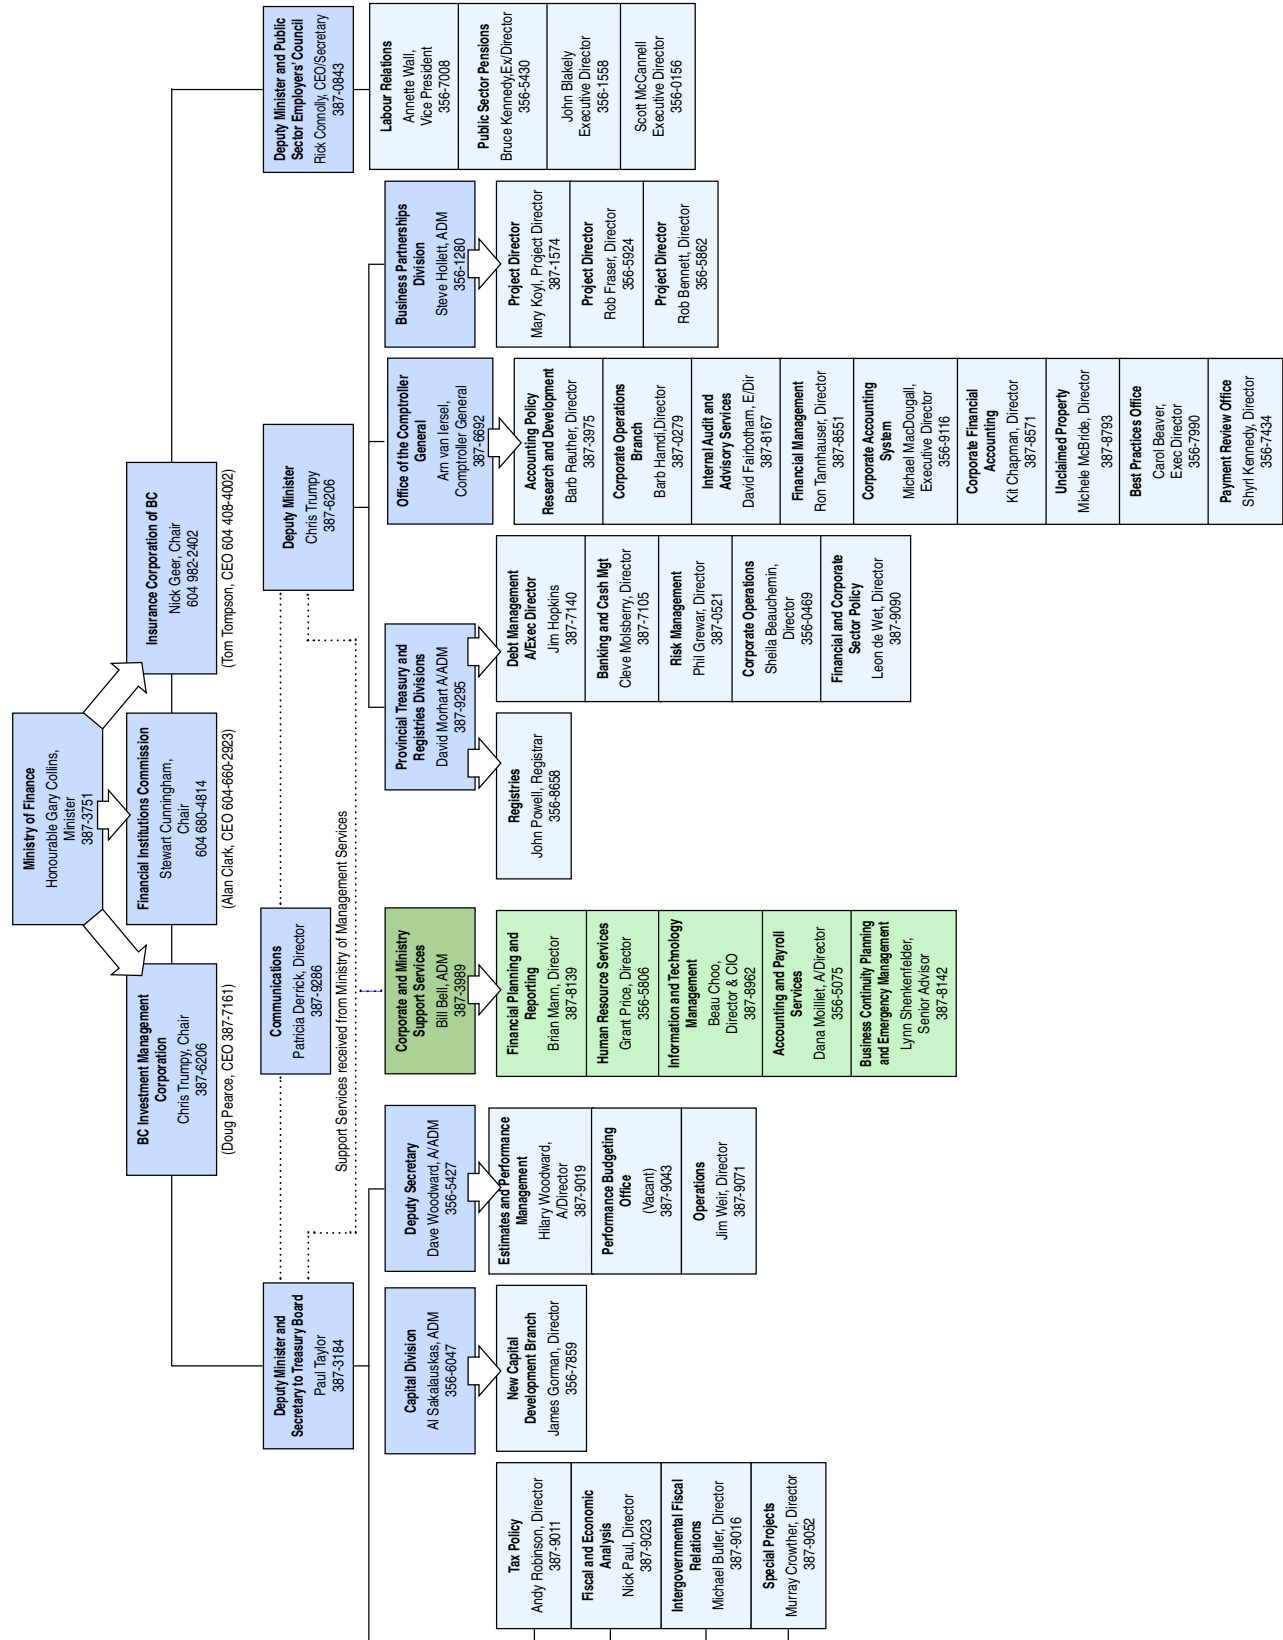 Ministry of Finance
Honourable Gary Collins,
Minister
387-3751
BC Investment Management
Corporation
Chris Trumpy, Chair
387-6206
(Doug Pearce, CEO 387-7161)
Financial Institutions Commission
Stewart Cunningham,
Chair
604 680-4814
(Alan Clark, CEO 604-660-2923)
Insurance Corporation of BC
Nick Geer, Chair
604 982-2402
(Tom Tompson, CEO 604 408-4002)
Deputy Minister and
Secretary to Treasury Board
Paul Taylor
387-3184
Communications
Patricia Derrick, Director
387-9286
Support Services received from Ministry of Management Services
Deputy Minister
Chris Trumpy
387-6206
Deputy Minister and Public
Sector Employers' Council
Rick Connolly, CEO/Secretary
387-0843
Tax Policy
Andy Robinson, Director
387-9011
Fiscal and Economic
Analysis
Nick Paul, Director
387-9023
Intergovernmental Fiscal
Relations
Michael Butler, Director
387-9016
Special Projects
Murray Crowther, Director
387-9052
Capital Division
Al Sakalauskas, ADM
356-6047
New Capital
Development Branch
James Gorman, Director
356-7859
Deputy Secretary
Dave Woodward, A/ADM
356-5427
Estimates and Performance
Management
Hilary Woodward,
A/Director
387-9019
Performance Budgeting
Office
(Vacant)
387-9043
Operations
Jim Weir, Director
387-9071
Corporate and Ministry
Support Services
Bill Bell, ADM
387-3989
Financial Planning and
Reporting
Brian Mann, Director
387-8139
Human Resource Services
Grant Price, Director
356-5806
Information and Technology
Management
Beau Choo,
Director & CIO
387-8962
Accounting and Payroll
Services
Dana Moilliet, A/Director
356-5075
Business Continuity Planning
and Emergency Management
Lynn Shenkenfelder,
Senior Advisor
387-8142
Provincial Treasury and
Registries Divisions
David Morhart A/ADM
387-9295
Registries
John Powell, Registrar
356-8658
Debt Management
A/Exec Director
Jim Hopkins
387-7140
Banking and Cash Mgt
Cleve Molsberry, Director
387-7105
Risk Management
Phil Grewar, Director
387-0521
Corporate Operations
Sheila Beauchemin,
Director
356-0469
Financial and Corporate
Sector Policy
Leon de Wet, Director
387-9090
Office of the Comptroller
General
Arn van Iersel,
Comptroller General
387-6692
Accounting Policy
Research and Development
Barb Reuther, Director
387-3975
Corporate Operations
Branch
Barb Hamdi,Director
387-0279
Internal Audit and
Advisory Services
David Fairbotham, E/Dir
387-8167
Financial Management
Ron Tannhauser, Director
387-8551
Corporate Accounting
System
Michael MacDougall,
Executive Director
356-9116
Corporate Financial
Accounting
Kit Chapman, Director
387-8571
Unclaimed Property
Michele McBride, Director
387-8793
Best Practices Office
Carol Beaver,
Exec Director
356-7990
Payment Review Office
Shyrl Kennedy, Director
356-7434
Business Partnerships
Division
Steve Hollett, ADM
356-1280
Project Director
Mary Koyl, Project Director
387-1574
Project Director
Rob Fraser, Director
356-5924
Project Director
Rob Bennett, Director
356-5862
Labour Relations
Annette Wall,
Vice President
356-7008
Public Sector Pensions
Bruce Kennedy,Ex/Director
356-5430
John Blakely
Executive Director
356-1558
Scott McCannell
Executive Director
356-0156